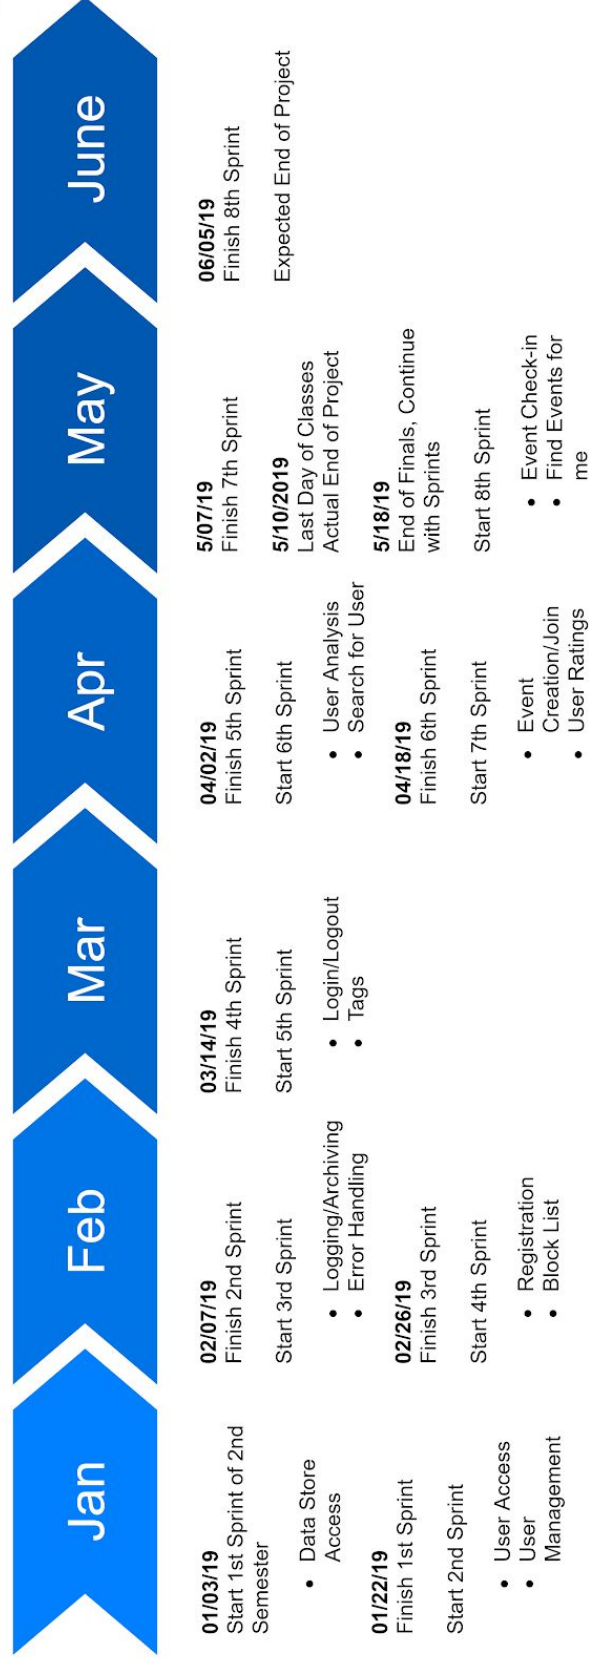 Jan
01/03/19
Start 1st Sprint of 2nd
Semester
• Data Store
Access
01/22/19
Finish 1st Sprint
Start 2nd Sprint
• User Access
• User
Management
Feb
02/07/19
Finish 2nd Sprint
Start 3rd Sprint
• Logging/Archiving
• Error Handling
02/26/19
Finish 3rd Sprint
Start 4th Sprint
• Registration
• Block List
Mar
03/14/19
Finish 4th Sprint
Start 5th Sprint
• Login/Logout
• Tags
Apr
04/02/19
Finish 5th Sprint
Start 6th Sprint
• User Analysis
• Search for User
04/18/19
Finish 6th Sprint
Start 7th Sprint
• Event
Creation/Join
• User Ratings
May
5/07/19
Finish 7th Sprint
5/10/2019
Last Day of Classes
Actual End of Project
5/18/19
End of Finals, Continue
with Sprints
Start 8th Sprint
• Event Check-in
• Find Events for
me
June
06/05/19
Finish 8th Sprint
Expected End of Project